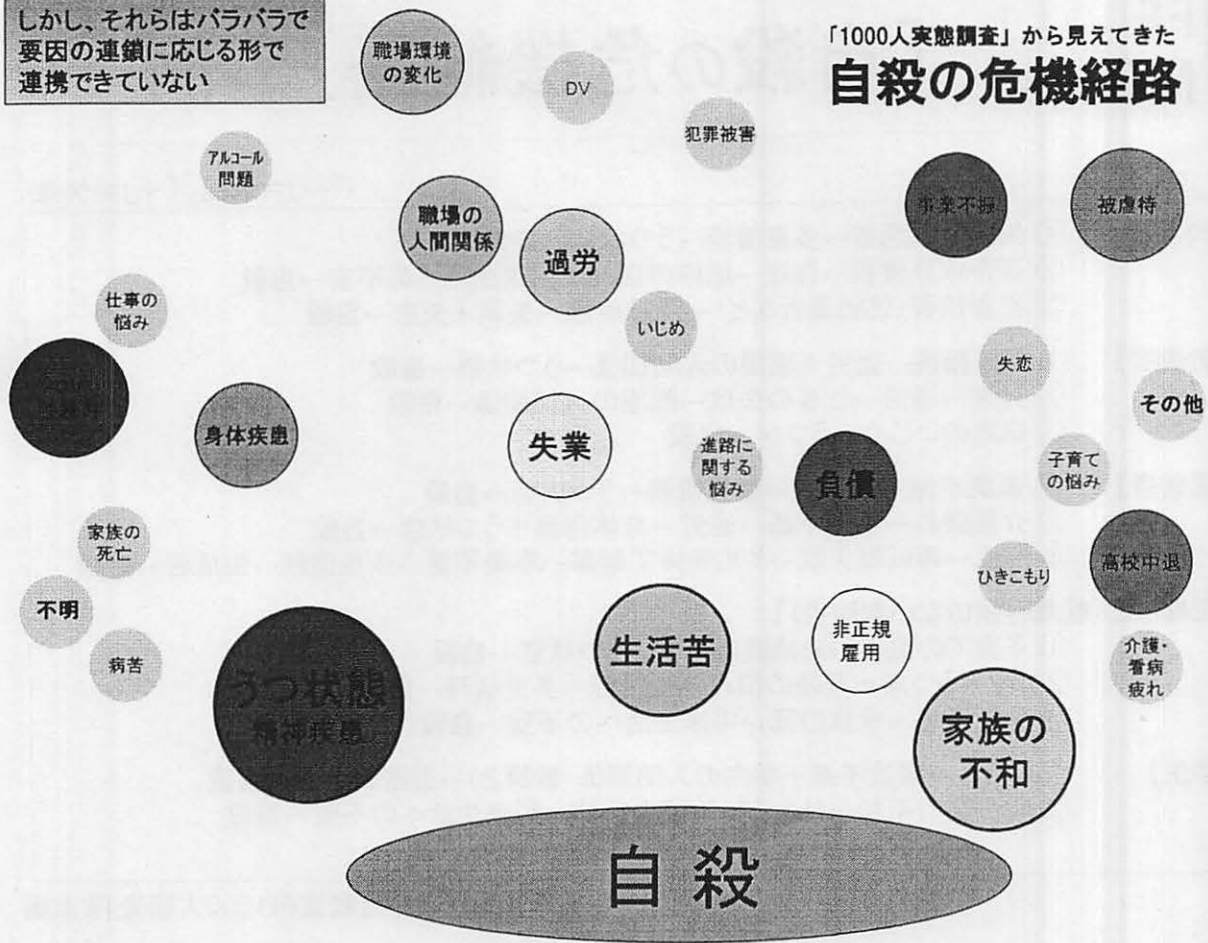 しかし、それらはバラバラで
要因の連鎖に応じる形で
連携できていない
「1000人実態調査」から見えてきた
自殺の危機経路
職場環境
の変化
DV
犯罪被害
アルコール
問題
職場の
人間関係
過労
事業不振
被虐待
仕事の
悩み
いじめ
失恋
その他
身体疾患
失業
進路に
関する
悩み
負債
子育て
の悩み
家族の
死亡
ひきこもり
高校中退
不明
病苦
うつ状態
精神疾患
生活苦
非正規
雇用
介護・
看病
疲れ
家族の
不和
自殺